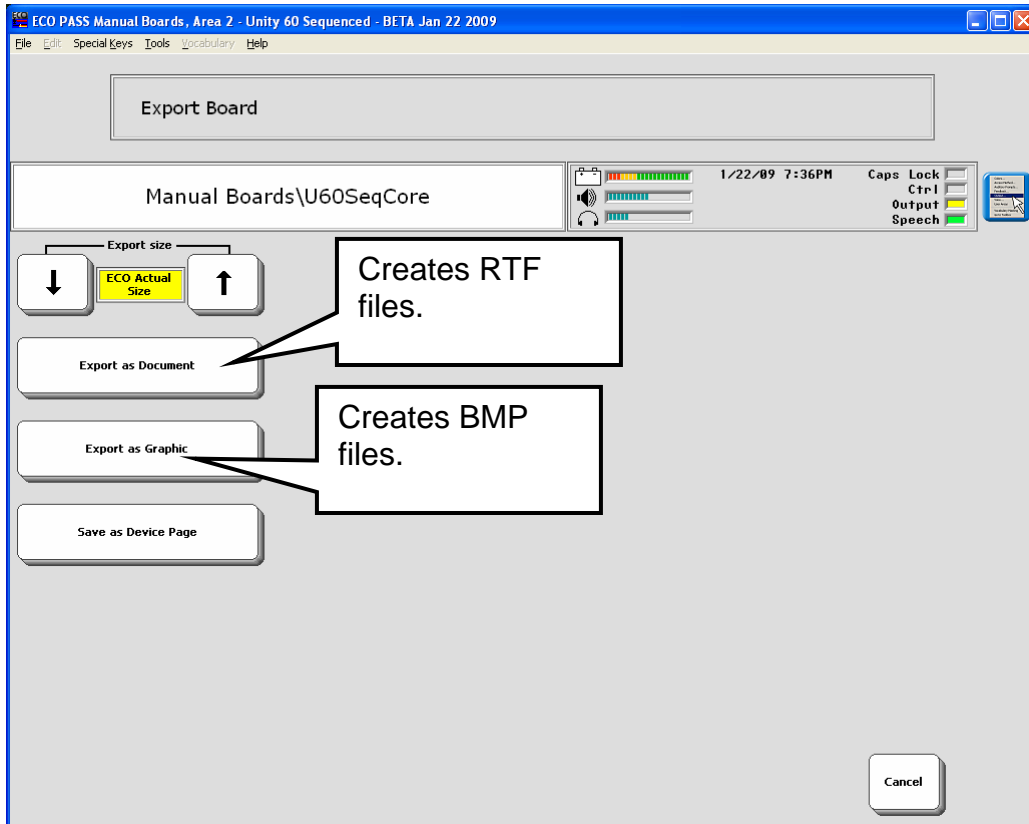 ECO PASS Manual Boards, Area 2 - Unity 60 Sequenced - BETA Jan 22 2009
File Edit Special Keys Tools Vocabulary Help
Export Board
Manual Boards\U60SeqCore
1/22/09 7:36PM
Caps Lock
Ctrl
Output
Speech
Export size
ECO Actual
Size
Creates RTF
files.
Export as Document
Creates BMP
files.
Export as Graphic
Save as Device Page
Cancel